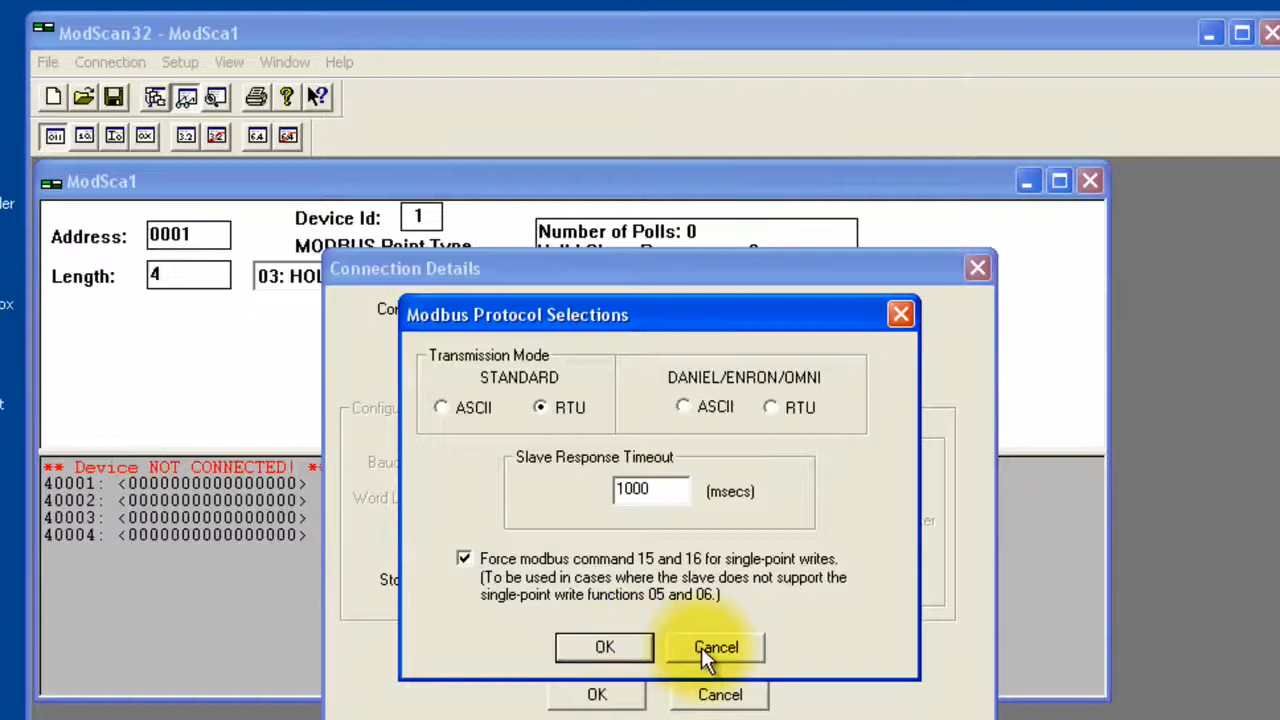 ModScan32 - ModSca1
File Connection Setup View Window Help
ModSca1
Address: 0001
Device Id: 1
MODBUS Point Type
Length: 4
03: HOL
Number of Polls: 0
Connection Details
Modbus Protocol Selections
Transmission Mode
STANDARD
ASCII RTU
DANIEL/ENRON/OMNI
ASCII RTU
Slave Response Timeout
1000 (msecs)
Force modbus command 15 and 16 for single-point writes.
(To be used in cases where the slave does not support the
single-point write functions 05 and 06.)
OK Cancel
OK Cancel
Configu
Baud
Word L
** Device NOT CONNECTED! **
40001: <0000000000000000>
40002: <0000000000000000>
40003: <0000000000000000>
40004: <0000000000000000>